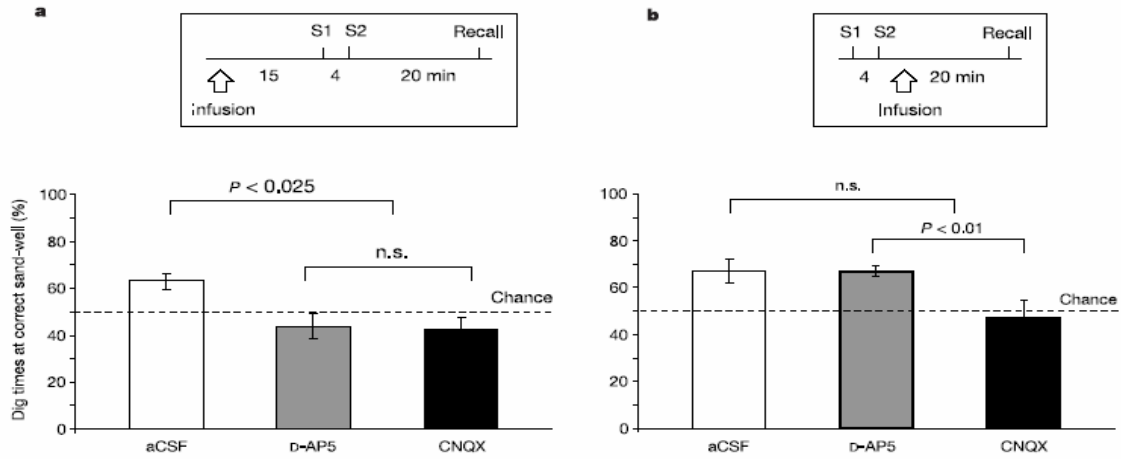 a
S1 S2 Recall
15 4 20 min
Infusion
P < 0.025
n.s.
Chance
Dig times at correct sand-well (%)
100
80
60
40
20
0
aCSF D-AP5 CNQX
b
S1 S2 Recall
4 20 min
Infusion
n.s.
P < 0.01
Chance
100
80
60
40
20
0
aCSF D-AP5 CNQX